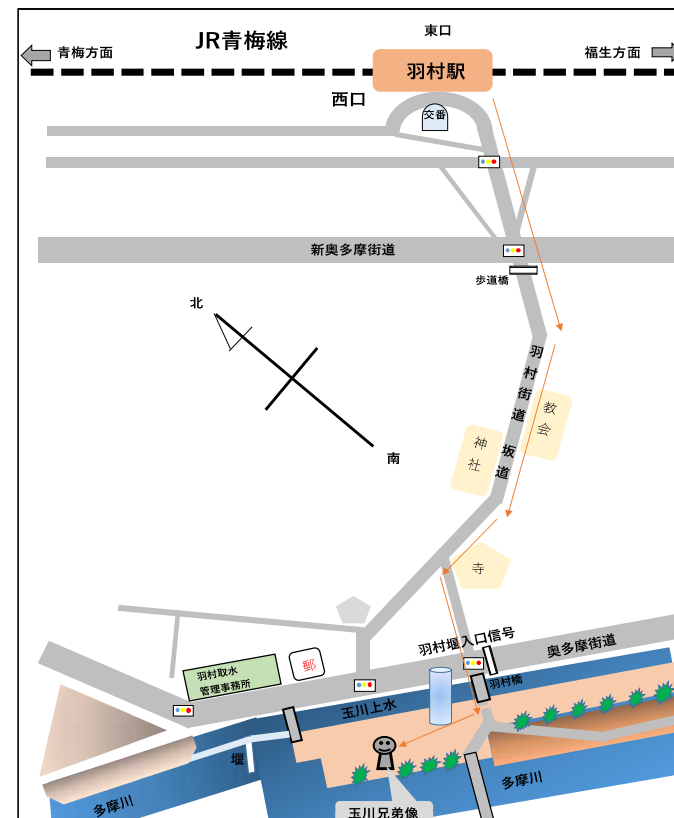 東口
JR青梅線
青梅方面
福生方面
羽村駅
西口
交番
新奥多摩街道
歩道橋
北
南
羽村街道
坂道
教会
神社
寺
羽村堰入口信号
奥多摩街道
羽村取水
管理事務所
郵
羽村橋
玉川上水
堰
多摩川
多摩川
玉川兄弟像